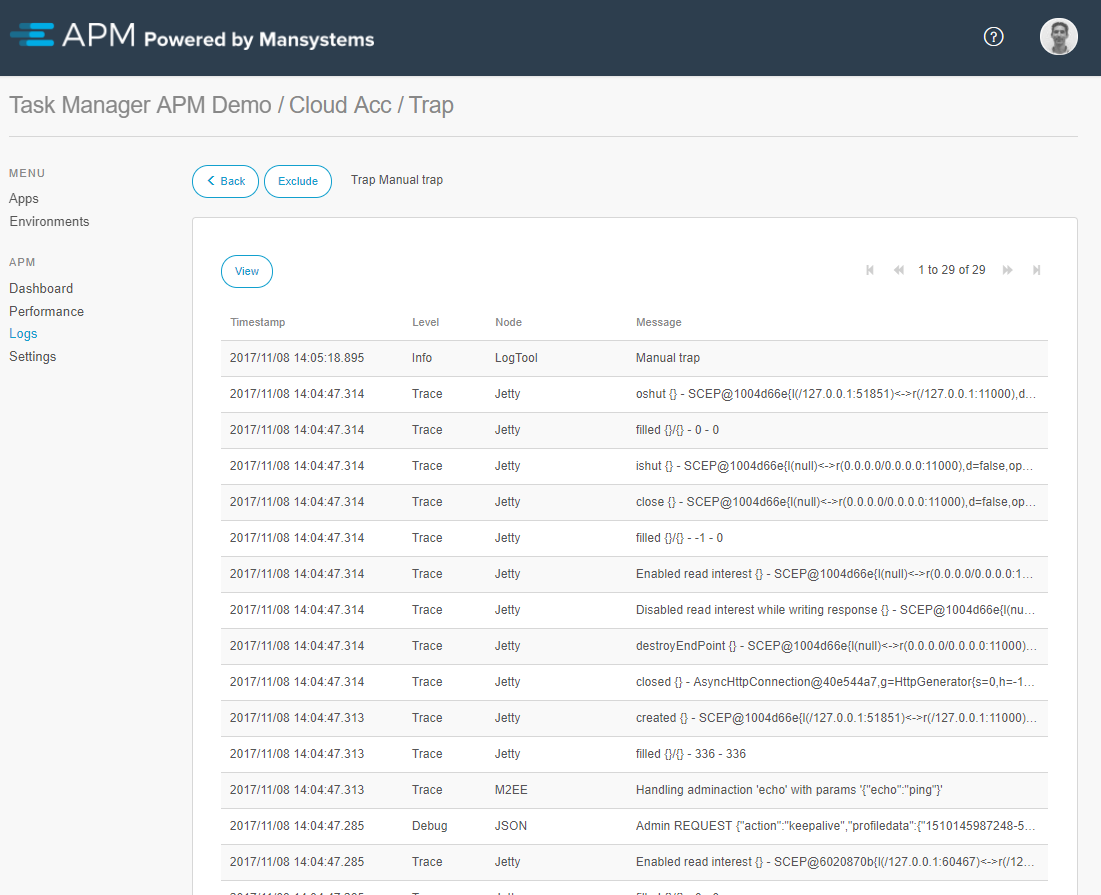 APM Powered by Mansystems
Task Manager APM Demo / Cloud Acc / Trap
MENU
Apps
Environments
APM
Dashboard
Performance
Logs
Settings
Back Exclude Trap Manual trap
View 1 to 29 of 29
Timestamp Level Node Message
2017/11/08 14:05:18.895 Info LogTool Manual trap
2017/11/08 14:04:47.314 Trace Jetty oshut {} - SCEP@1004d66e{l(/127.0.0.1:51851)<->r(/127.0.0.1:11000),d...
2017/11/08 14:04:47.314 Trace Jetty filled {}/{} - 0 - 0
2017/11/08 14:04:47.314 Trace Jetty ishut {} - SCEP@1004d66e{l(null)<->r(0.0.0.0/0.0.0.0:11000),d=false,op...
2017/11/08 14:04:47.314 Trace Jetty close {} - SCEP@1004d66e{l(null)<->r(0.0.0.0/0.0.0.0:11000),d=false,op...
2017/11/08 14:04:47.314 Trace Jetty filled {}/{} - -1 - 0
2017/11/08 14:04:47.314 Trace Jetty Enabled read interest {} - SCEP@1004d66e{l(null)<->r(0.0.0.0/0.0.0.0:1...
2017/11/08 14:04:47.314 Trace Jetty Disabled read interest while writing response {} - SCEP@1004d66e{l(nu...
2017/11/08 14:04:47.314 Trace Jetty destroyEndPoint {} - SCEP@1004d66e{l(null)<->r(0.0.0.0/0.0.0.0:11000)...
2017/11/08 14:04:47.314 Trace Jetty closed {} - AsyncHttpConnection@40e544a7,g=HttpGenerator{s=0,h=-1...
2017/11/08 14:04:47.313 Trace Jetty created {} - SCEP@1004d66e{l(/127.0.0.1:51851)<->r(/127.0.0.1:11000)...
2017/11/08 14:04:47.313 Trace Jetty filled {}/{} - 336 - 336
2017/11/08 14:04:47.313 Trace M2EE Handling adminaction 'echo' with params '{"echo":"ping"}'
2017/11/08 14:04:47.285 Debug JSON Admin REQUEST {"action":"keepalive","profiledata":{"1510145987248-5...
2017/11/08 14:04:47.285 Trace Jetty Enabled read interest {} - SCEP@6020870b{l(/127.0.0.1:60467)<->r(/12...